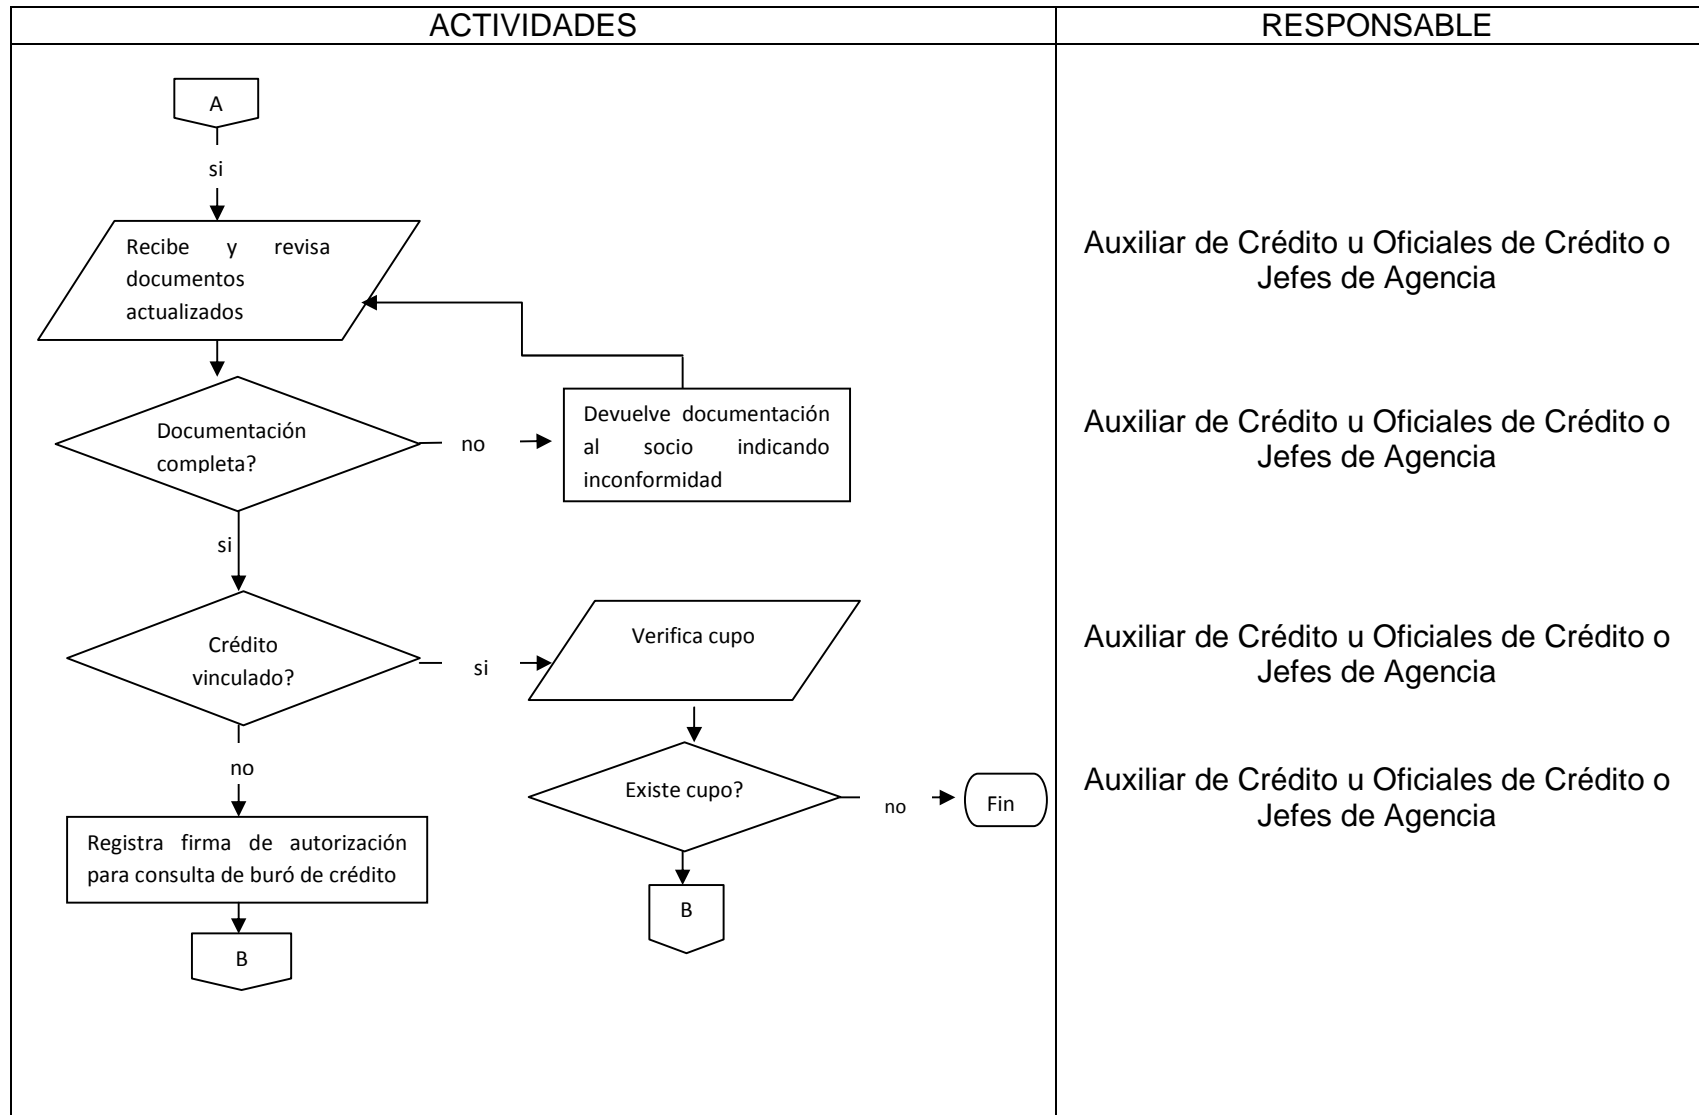 ACTIVIDADES
RESPONSABLE
A
si
Recibe y revisa
documentos
actualizados
Auxiliar de Crédito u Oficiales de Crédito o
Jefes de Agencia
Documentación
completa?
no
Devuelve documentación
al socio indicando
inconformidad
Auxiliar de Crédito u Oficiales de Crédito o
Jefes de Agencia
si
Crédito
vinculado?
si
Verifica cupo
Auxiliar de Crédito u Oficiales de Crédito o
Jefes de Agencia
no
Existe cupo?
no
Fin
Auxiliar de Crédito u Oficiales de Crédito o
Jefes de Agencia
Registra firma de autorización
para consulta de buró de crédito
B
B